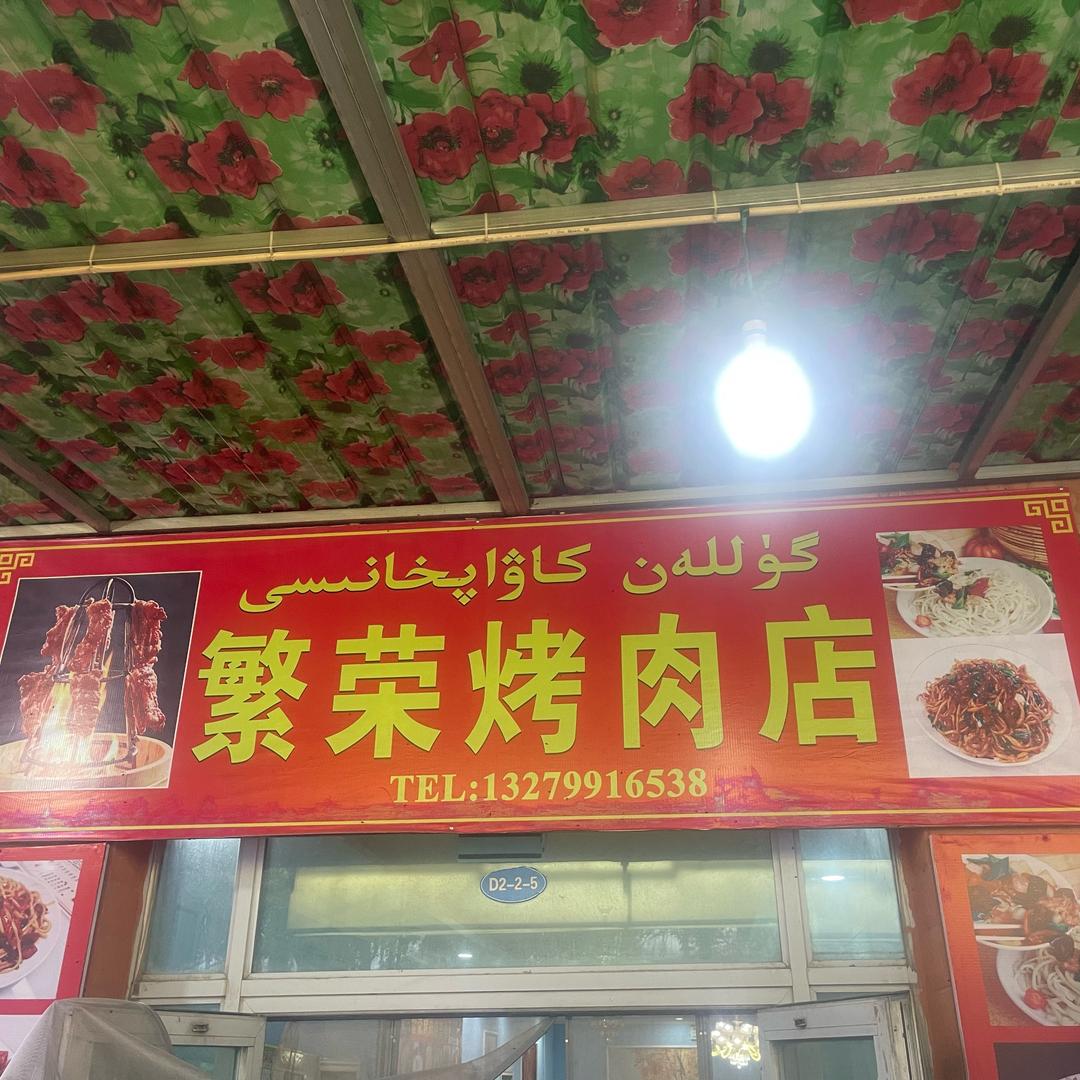 گۈللەن كاۋاپخانىسى
繁荣烤肉店
TEL:13279916538
D2-2-5